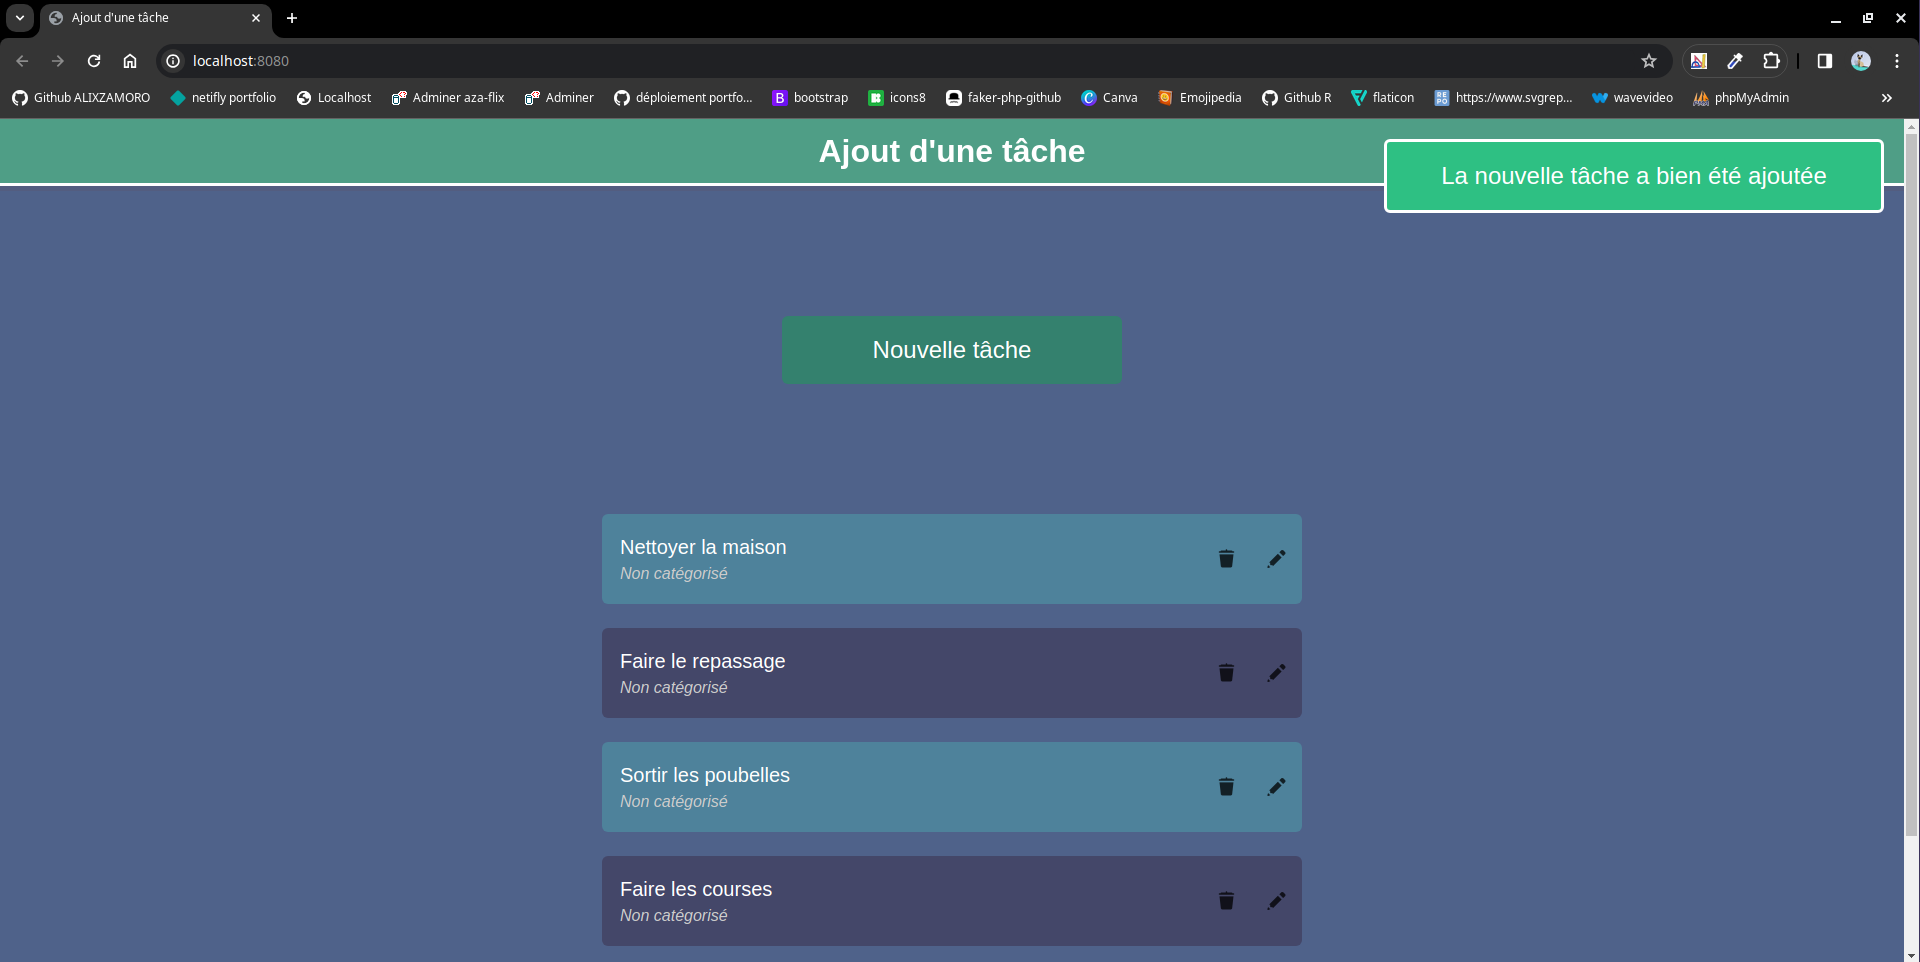 Ajout d'une tâche
localhost:8080
Github ALIXZAMORO
netifly portfolio
Localhost
Adminer aza-flix
Adminer
déploiement portfo...
bootstrap
icons8
faker-php-github
Canva
Emojipedia
Github R
flaticon
https://www.svgrep...
wavevideo
phpMyAdmin
Ajout d'une tâche
La nouvelle tâche a bien été ajoutée
Nouvelle tâche
Nettoyer la maison
Non catégorisé
Faire le repassage
Non catégorisé
Sortir les poubelles
Non catégorisé
Faire les courses
Non catégorisé